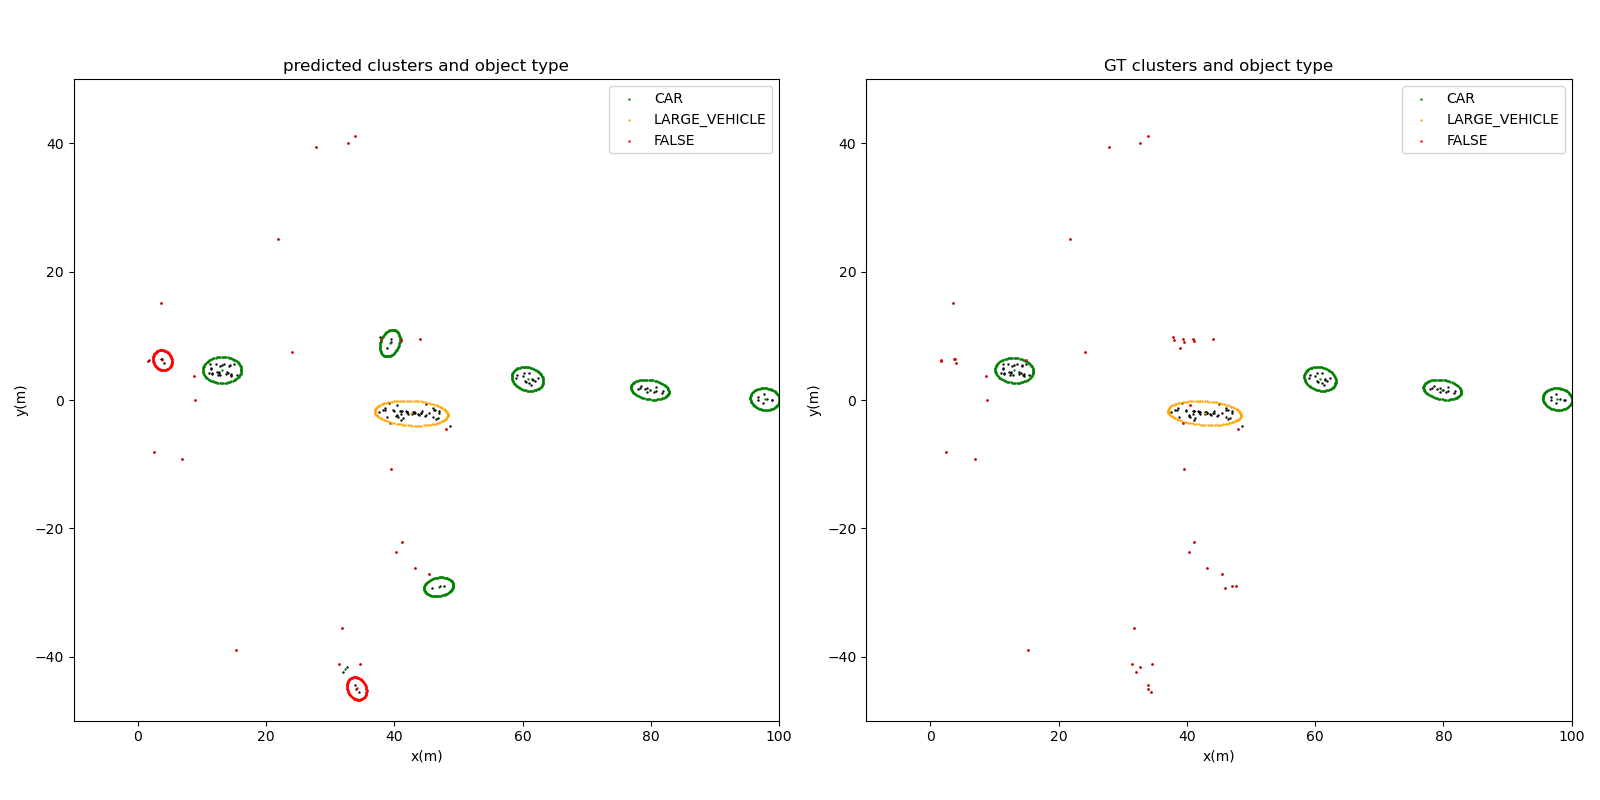 predicted clusters and object type
CAR
LARGE_VEHICLE
FALSE
40
20
0
−20
−40
y(m)
0 20 40 60 80 100
x(m)
GT clusters and object type
CAR
LARGE_VEHICLE
FALSE
40
20
0
−20
−40
y(m)
0 20 40 60 80 100
x(m)